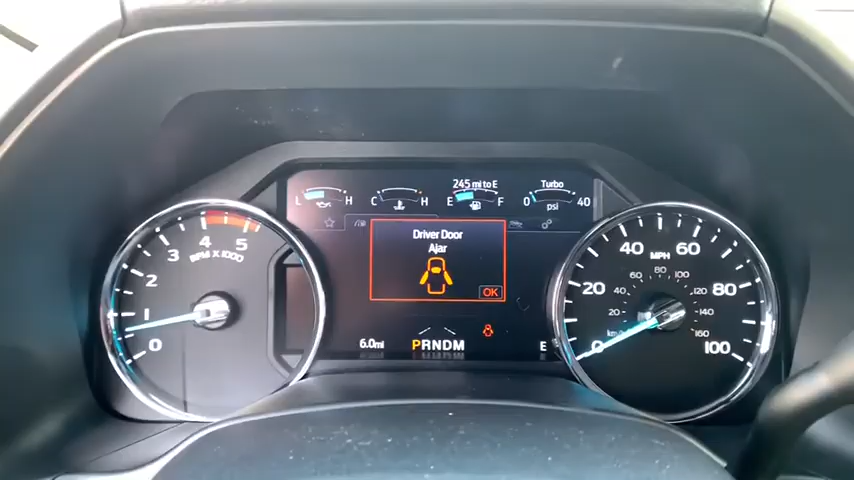 245 mi to E
Turbo
L H C H E F 0 40
psi
Driver Door
Ajar
OK
6.0mi
PRNDM
E
0 1 2 3 4 5
RPM X 1000
MPH
0 20 40 60 80 100
20 40 60 80 100 120 140 160